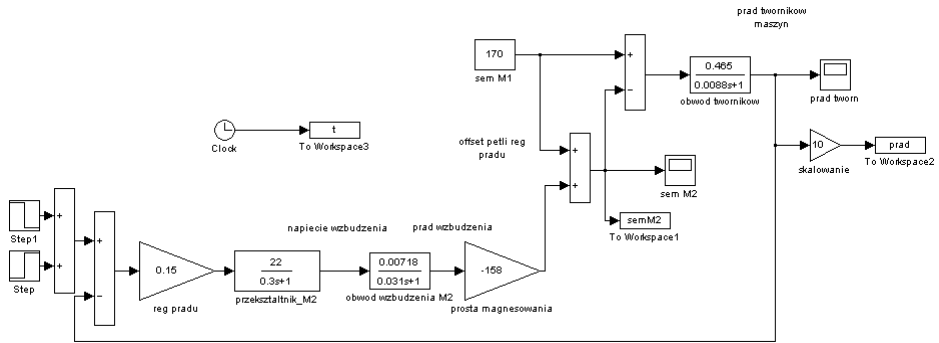 prad twornikow
maszyn
170
sem M1
+
−
0.465
0.0088s+1
obwod twornikow
prad tworn
Clock
t
To Workspace3
offset petli reg
pradu
+
+
sem M2
10
skalowanie
prad
To Workspace2
semM2
To Workspace1
Step1
Step
+
+
+
−
0.15
reg pradu
22
0.3s+1
przeksztaltnik_M2
napiecie wzbudzenia
0.00718
0.031s+1
obwod wzbudzenia M2
prad wzbudzenia
-158
prosta magnesowania